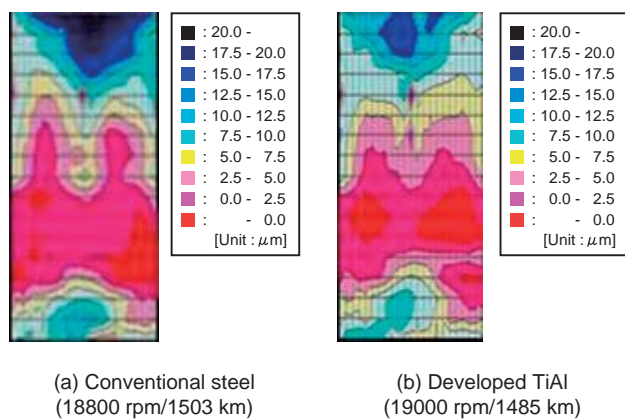 : 20.0 -
: 17.5 - 20.0
: 15.0 - 17.5
: 12.5 - 15.0
: 10.0 - 12.5
: 7.5 - 10.0
: 5.0 - 7.5
: 2.5 - 5.0
: 0.0 - 2.5
: - 0.0
[Unit : μm]
: 20.0 -
: 17.5 - 20.0
: 15.0 - 17.5
: 12.5 - 15.0
: 10.0 - 12.5
: 7.5 - 10.0
: 5.0 - 7.5
: 2.5 - 5.0
: 0.0 - 2.5
: - 0.0
[Unit : μm]
(a) Conventional steel
(18800 rpm/1503 km)
(b) Developed TiAl
(19000 rpm/1485 km)